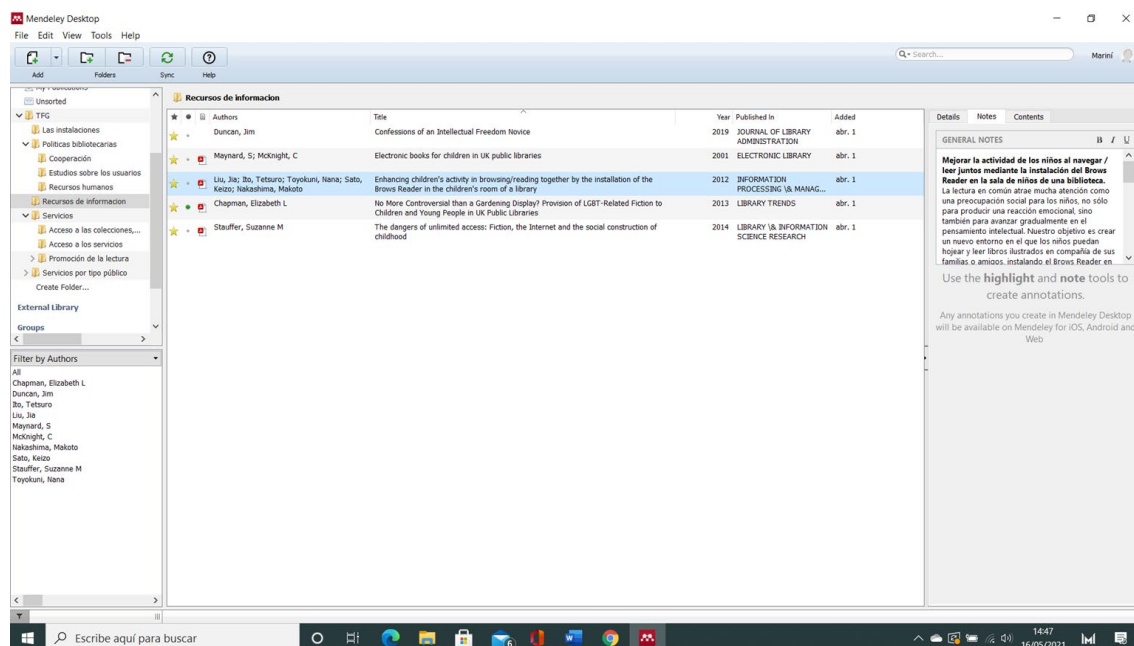 Mendeley Desktop
File Edit View Tools Help
Add Folders Sync Help
Search...
Mariní
My Publications
Unsorted
TFG
Las instalaciones
Politicas bibliotecarias
Cooperación
Estudios sobre los usuarios
Recursos humanos
Recursos de informacion
Servicios
Acceso a las colecciones,...
Acceso a los servicios
Promoción de la lectura
Servicios por tipo público
Create Folder...
External Library
Groups
Filter by Authors
All
Chapman, Elizabeth L
Duncan, Jim
Ito, Tetsuro
Liu, Jia
Maynard, S
McKnight, C
Nakashima, Makoto
Sato, Keizo
Stauffer, Suzanne M
Toyokuni, Nana
Recursos de informacion
Authors Title Year Published In Added
Duncan, Jim Confessions of an Intellectual Freedom Novice 2019 JOURNAL OF LIBRARY abr. 1
ADMINISTRATION
Maynard, S; McKnight, C Electronic books for children in UK public libraries 2001 ELECTRONIC LIBRARY abr. 1
Liu, Jia; Ito, Tetsuro; Toyokuni, Nana; Sato, Enhancing children's activity in browsing/reading together by the installation of the 2012 INFORMATION abr. 1
Keizo; Nakashima, Makoto Brows Reader in the children's room of a library PROCESSING \& MANAG...
Chapman, Elizabeth L No More Controversial than a Gardening Display? Provision of LGBT-Related Fiction to 2013 LIBRARY TRENDS abr. 1
Children and Young People in UK Public Libraries
Stauffer, Suzanne M The dangers of unlimited access: Fiction, the Internet and the social construction of 2014 LIBRARY \& INFORMATION abr. 1
childhood SCIENCE RESEARCH
Details Notes Contents
GENERAL NOTES B I U
Mejorar la actividad de los niños al navegar /
leer juntos mediante la instalación del Brows
Reader en la sala de niños de una biblioteca.
La lectura en común atrae mucha atención como
una preocupación social para los niños, no sólo
para producir una reacción emocional, sino
también para avanzar gradualmente en el
pensamiento intelectual. Nuestro objetivo es crear
un nuevo entorno en el que los niños puedan
hojear y leer libros ilustrados en compañía de sus
familias o amigos, instalando el Brows Reader en
Use the highlight and note tools to
create annotations.
Any annotations you create in Mendeley Desktop
will be available on Mendeley for iOS, Android and
Web
Escribe aquí para buscar
6
14:47
16/05/2021